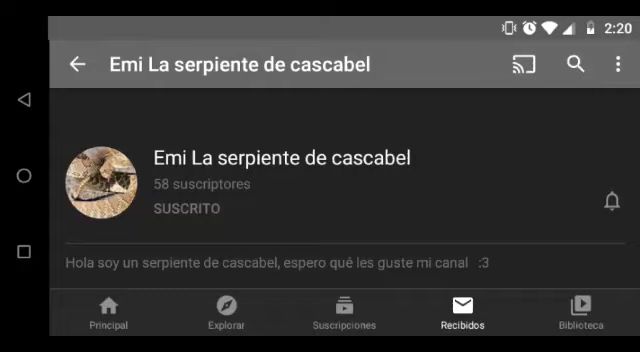 2:20
Emi La serpiente de cascabel
Emi La serpiente de cascabel
58 suscriptores
SUSCRITO
Hola soy un serpiente de cascabel, espero qué les guste mi canal :3
Principal
Explorar
Suscripciones
Recibidos
Biblioteca